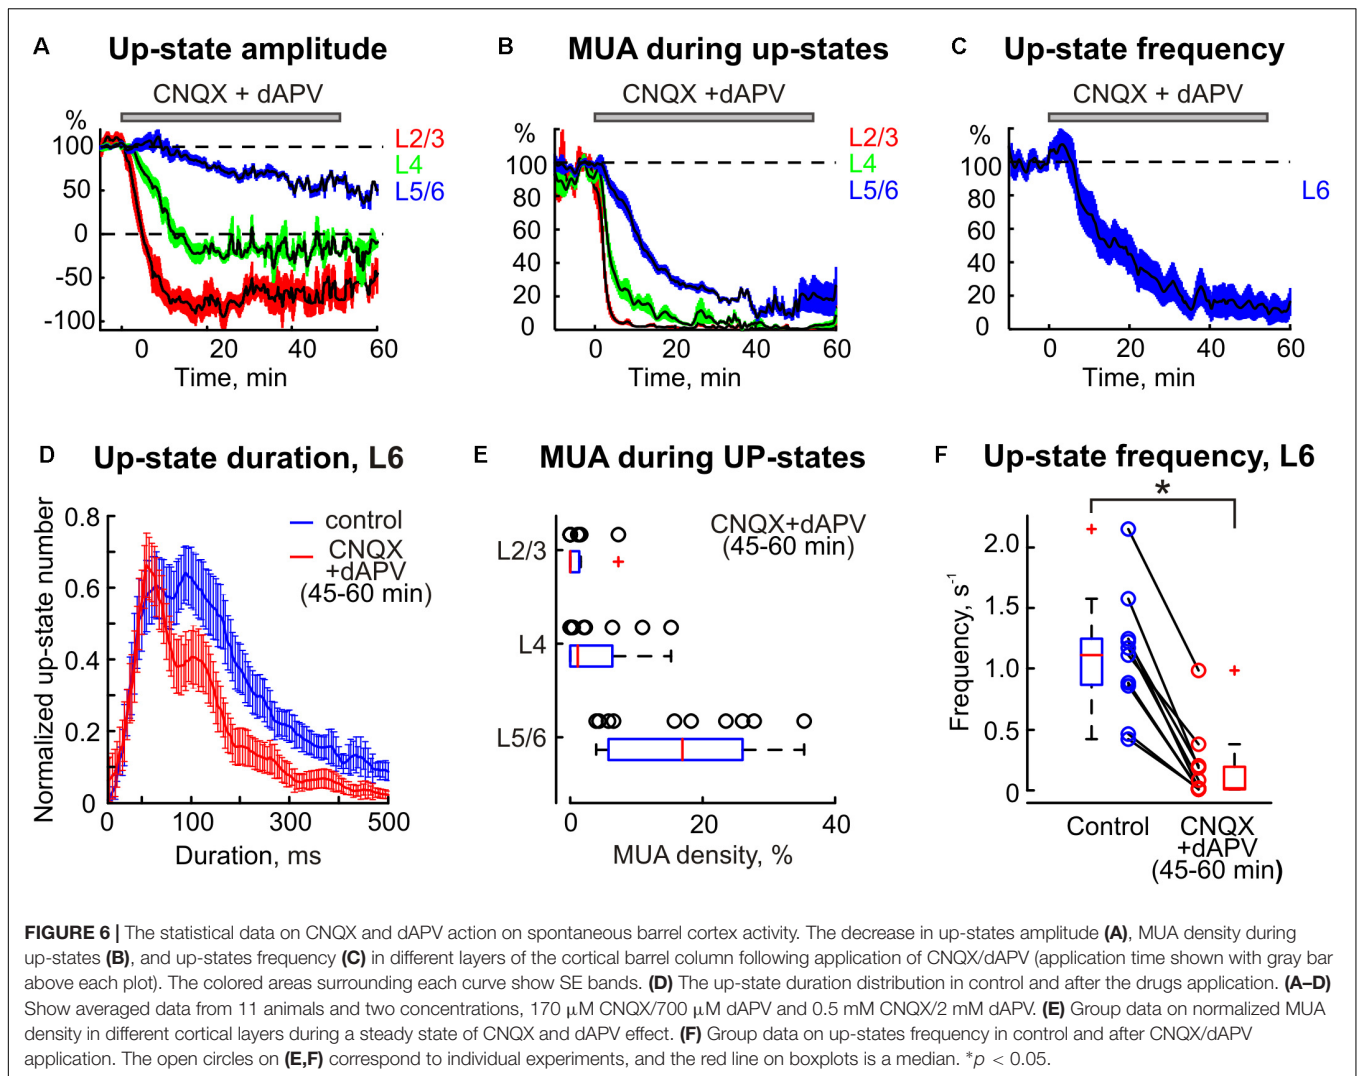 A Up-state amplitude
CNQX + dAPV
%
100
50
0
-50
-100
L2/3
L4
L5/6
0 20 40 60
Time, min
B MUA during up-states
CNQX +dAPV
%
100
80
60
40
20
0
L2/3
L4
L5/6
0 20 40 60
Time, min
C Up-state frequency
CNQX + dAPV
%
100
80
60
40
20
0
L6
0 20 40 60
Time, min
D Up-state duration, L6
Normalized up-state number
0.8
0.6
0.4
0.2
0
control
CNQX
+dAPV
(45-60 min)
0 100 300 500
Duration, ms
E MUA during UP-states
CNQX+dAPV
(45-60 min)
L2/3
L4
L5/6
0 20 40
MUA density, %
F Up-state frequency, L6
*
Frequency, s-1
2.0
1.5
1.0
0.5
0
Control
CNQX
+dAPV
(45-60 min)
FIGURE 6 | The statistical data on CNQX and dAPV action on spontaneous barrel cortex activity. The decrease in up-states amplitude (A), MUA density during
up-states (B), and up-states frequency (C) in different layers of the cortical barrel column following application of CNQX/dAPV (application time shown with gray bar
above each plot). The colored areas surrounding each curve show SE bands. (D) The up-state duration distribution in control and after the drugs application. (A–D)
Show averaged data from 11 animals and two concentrations, 170 μM CNQX/700 μM dAPV and 0.5 mM CNQX/2 mM dAPV. (E) Group data on normalized MUA
density in different cortical layers during a steady state of CNQX and dAPV effect. (F) Group data on up-states frequency in control and after CNQX/dAPV
application. The open circles on (E,F) correspond to individual experiments, and the red line on boxplots is a median. *p < 0.05.